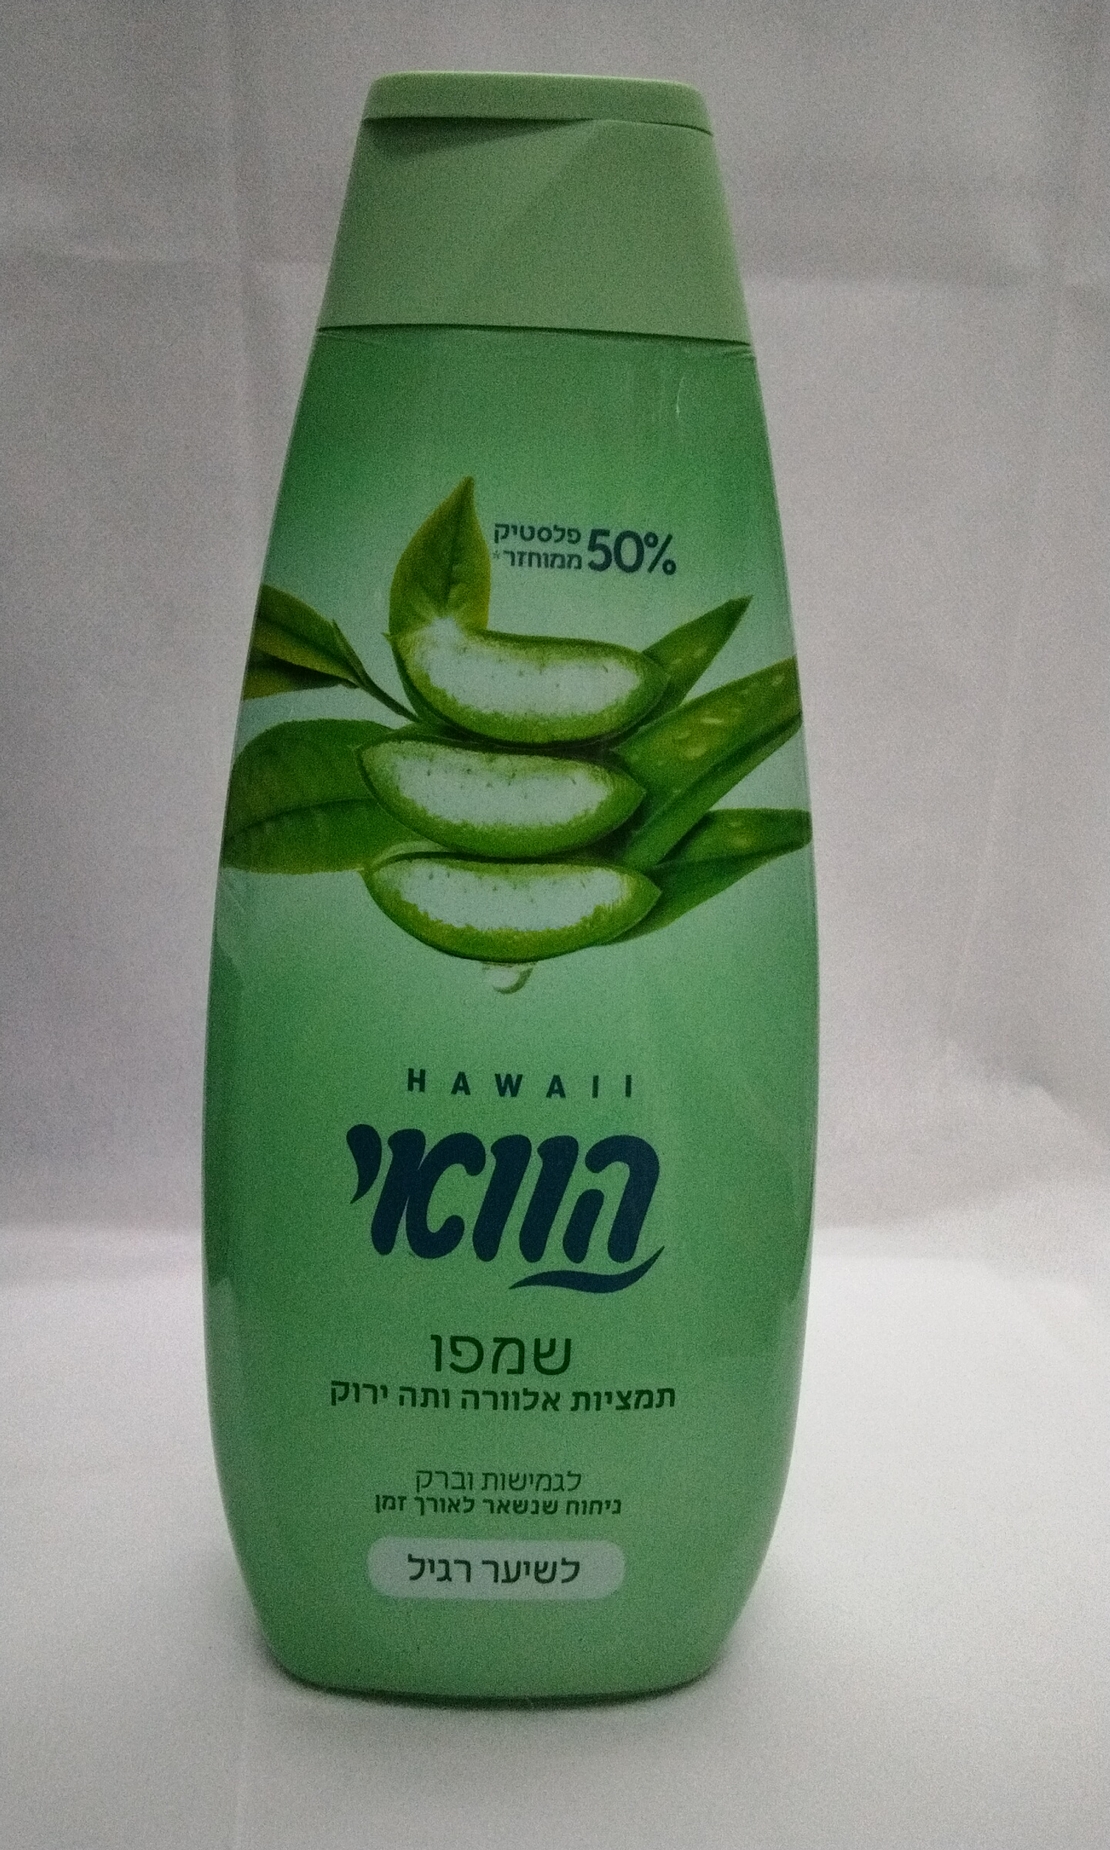 50% פלסטיק
ממוחזר*
HAWAII
הוואי
שמפו
תמציות אלוורה ותה ירוק
לגמישות וברק
ניחוח שנשאר לאורך זמן
לשיער רגיל